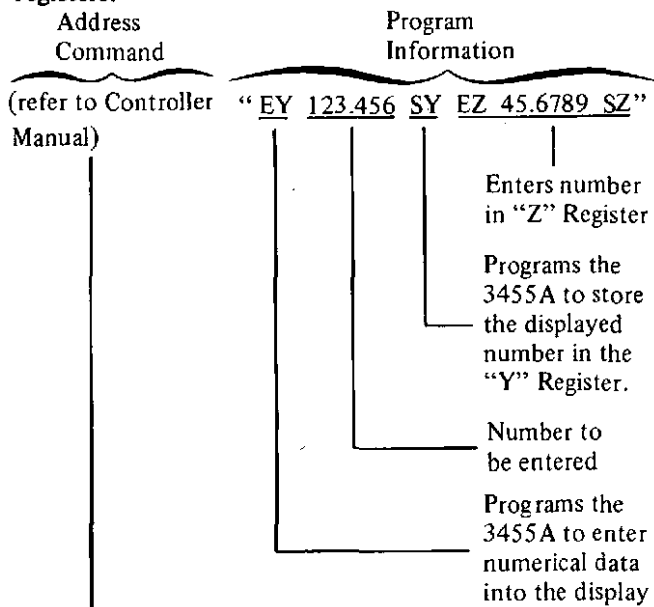 registers.
Address Command
Program Information
(refer to Controller Manual)
" EY 123.456 SY EZ 45.6789 SZ"
Enters number
in "Z" Register
Programs the
3455A to store
the displayed
number in the
"Y" Register.
Number to
be entered
Programs the
3455A to enter
numerical data
into the display